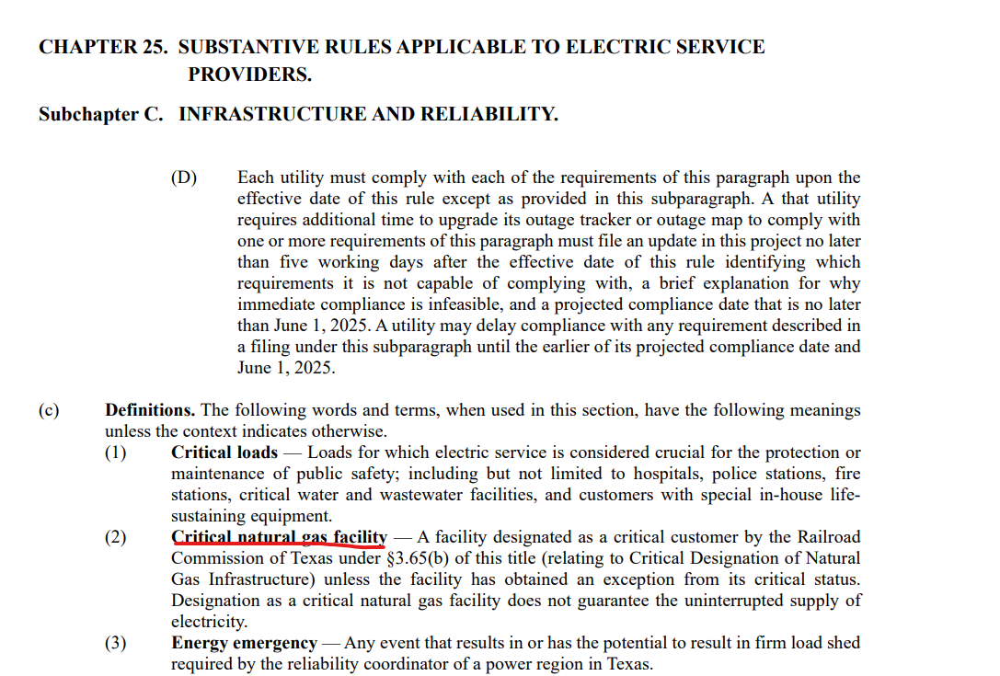 CHAPTER 25. SUBSTANTIVE RULES APPLICABLE TO ELECTRIC SERVICE
PROVIDERS.
Subchapter C. INFRASTRUCTURE AND RELIABILITY.
(D) Each utility must comply with each of the requirements of this paragraph upon the
effective date of this rule except as provided in this subparagraph. A that utility
requires additional time to upgrade its outage tracker or outage map to comply with
one or more requirements of this paragraph must file an update in this project no later
than five working days after the effective date of this rule identifying which
requirements it is not capable of complying with, a brief explanation for why
immediate compliance is infeasible, and a projected compliance date that is no later
than June 1, 2025. A utility may delay compliance with any requirement described in
a filing under this subparagraph until the earlier of its projected compliance date and
June 1, 2025.
(c) Definitions. The following words and terms, when used in this section, have the following meanings
unless the context indicates otherwise.
(1) Critical loads — Loads for which electric service is considered crucial for the protection or
maintenance of public safety; including but not limited to hospitals, police stations, fire
stations, critical water and wastewater facilities, and customers with special in-house life-
sustaining equipment.
(2) Critical natural gas facility — A facility designated as a critical customer by the Railroad
Commission of Texas under §3.65(b) of this title (relating to Critical Designation of Natural
Gas Infrastructure) unless the facility has obtained an exception from its critical status.
Designation as a critical natural gas facility does not guarantee the uninterrupted supply of
electricity.
(3) Energy emergency — Any event that results in or has the potential to result in firm load shed
required by the reliability coordinator of a power region in Texas.